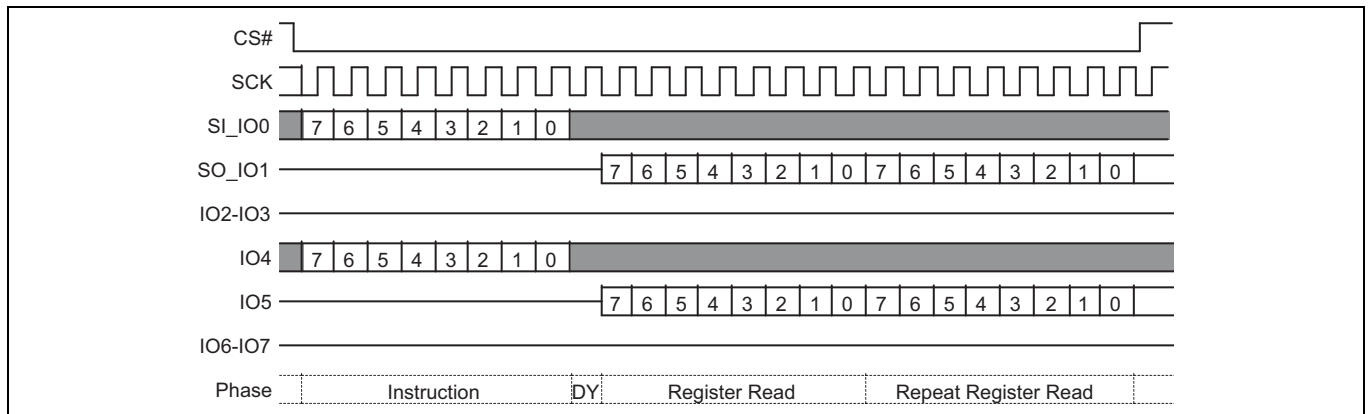 CS#
SCK
SI_IO0 7 6 5 4 3 2 1 0
SO_IO1 7 6 5 4 3 2 1 0 7 6 5 4 3 2 1 0
IO2-IO3
IO4 7 6 5 4 3 2 1 0
IO5 7 6 5 4 3 2 1 0 7 6 5 4 3 2 1 0
IO6-IO7
Phase Instruction DY Register Read Repeat Register Read